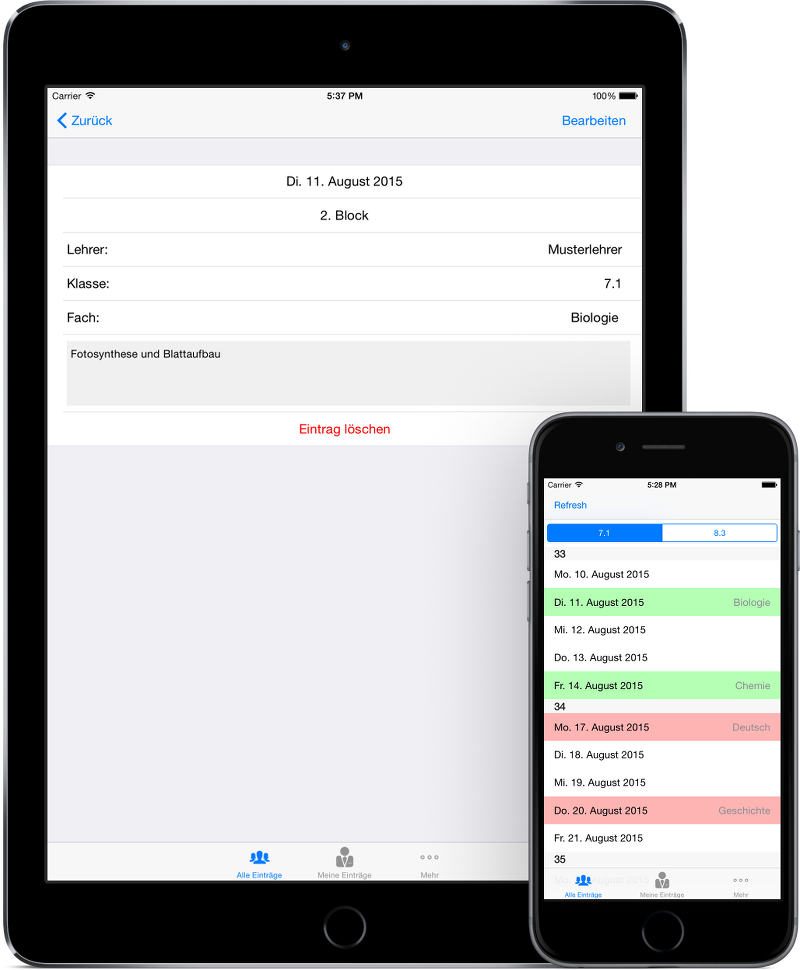 Carrier 5:37 PM 100%
Zurück Bearbeiten
Di. 11. August 2015
2. Block
Lehrer: Musterlehrer
Klasse: 7.1
Fach: Biologie
Fotosynthese und Blattaufbau
Eintrag löschen
Alle Einträge Meine Einträge Mehr
Carrier 5:28 PM
Refresh
7.1 8.3
33
Mo. 10. August 2015
Di. 11. August 2015 Biologie
Mi. 12. August 2015
Do. 13. August 2015
Fr. 14. August 2015 Chemie
34
Mo. 17. August 2015 Deutsch
Di. 18. August 2015
Mi. 19. August 2015
Do. 20. August 2015 Geschichte
Fr. 21. August 2015
35
Alle Einträge Meine Einträge Mehr